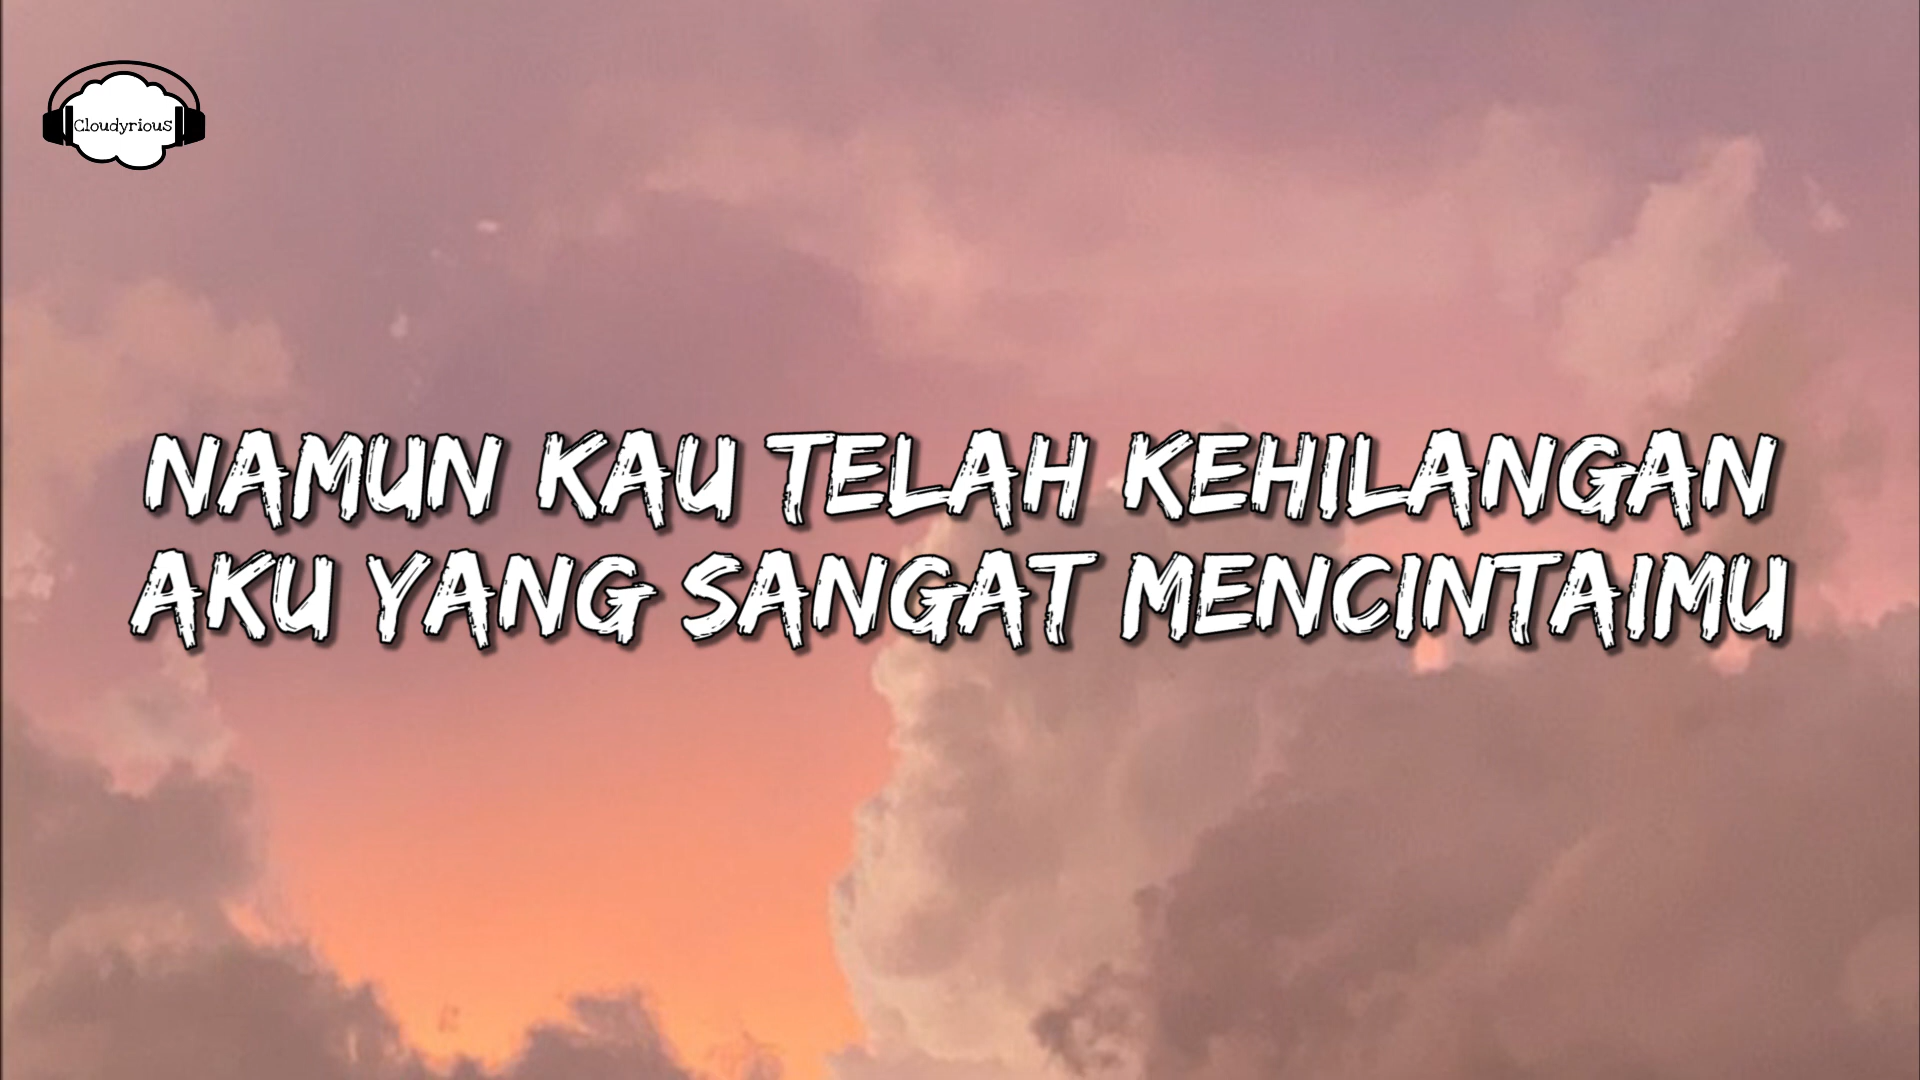 Cloudyrious
NAMUN KAU TELAH KEHILANGAN
AKU YANG SANGAT MENCINTAIMU